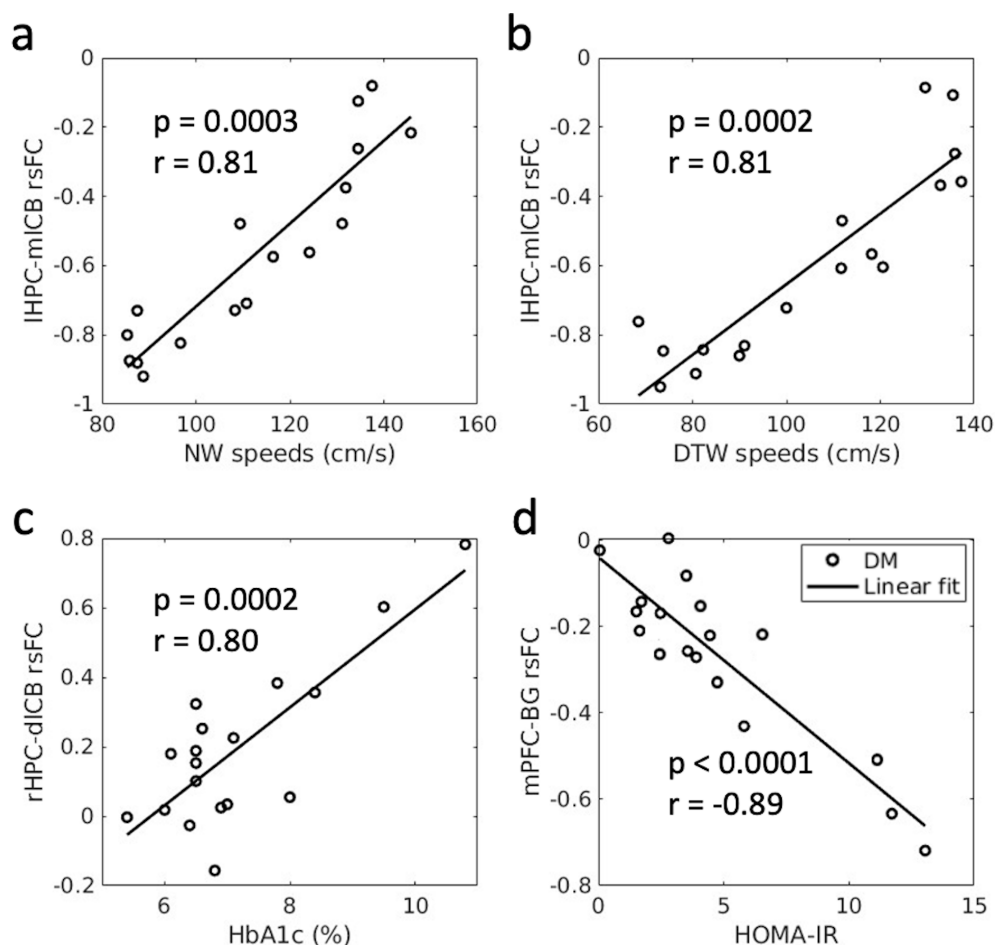 a
0
-0.2
-0.4
-0.6
-0.8
-1
lHPC-mlCB rsFC
p = 0.0003
r = 0.81
80 100 120 140 160
NW speeds (cm/s)
b
0
-0.2
-0.4
-0.6
-0.8
-1
lHPC-mlCB rsFC
p = 0.0002
r = 0.81
60 80 100 120 140
DTW speeds (cm/s)
c
0.8
0.6
0.4
0.2
0
-0.2
rHPC-dlCB rsFC
p = 0.0002
r = 0.80
6 8 10
HbA1c (%)
d
0
-0.2
-0.4
-0.6
-0.8
mPFC-BG rsFC
DM
Linear fit
p < 0.0001
r = -0.89
0 5 10 15
HOMA-IR